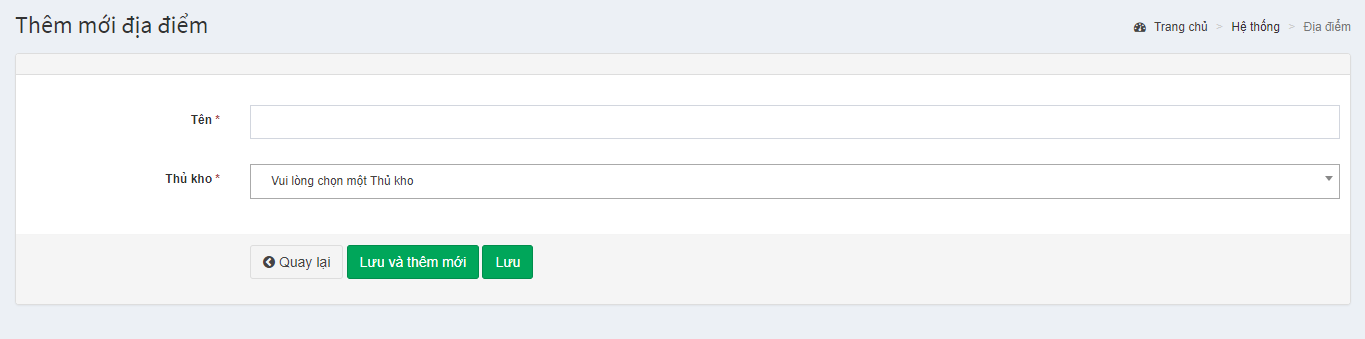 Thêm mới địa điểm
Trang chủ > Hệ thống > Địa điểm
Tên *
Thủ kho *
Vui lòng chọn một Thủ kho
Quay lại
Lưu và thêm mới
Lưu